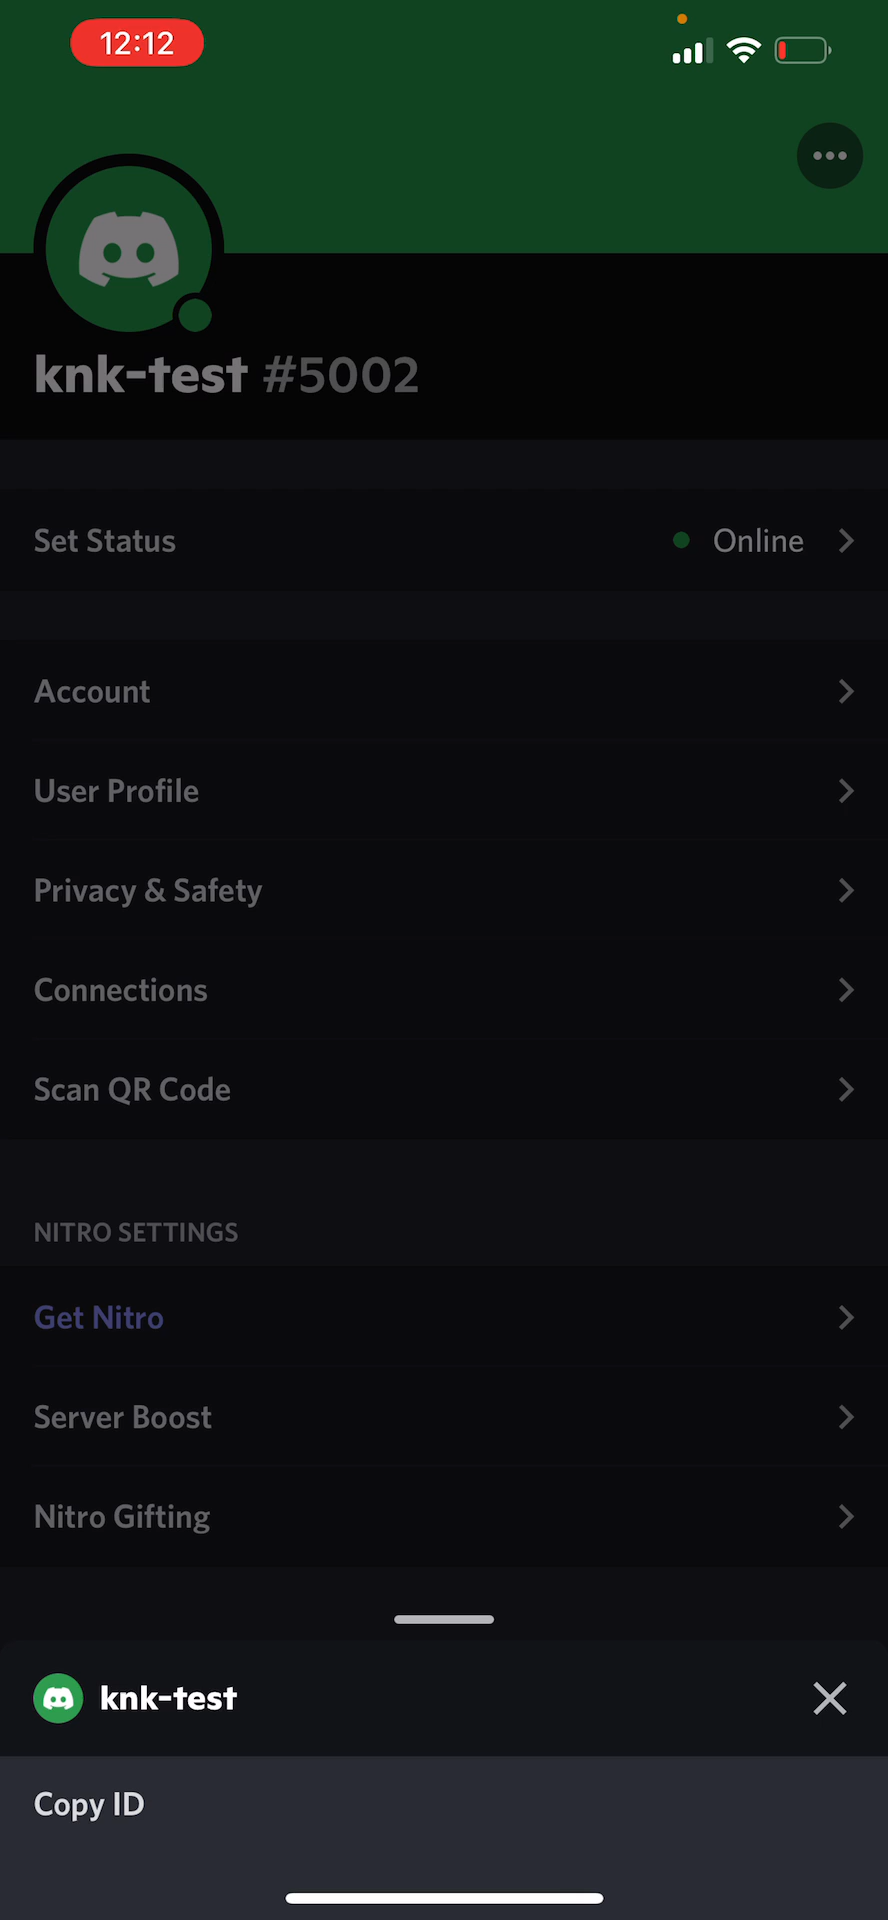 12:12
knk-test #5002
Set Status Online
Account
User Profile
Privacy & Safety
Connections
Scan QR Code
NITRO SETTINGS
Get Nitro
Server Boost
Nitro Gifting
knk-test
Copy ID